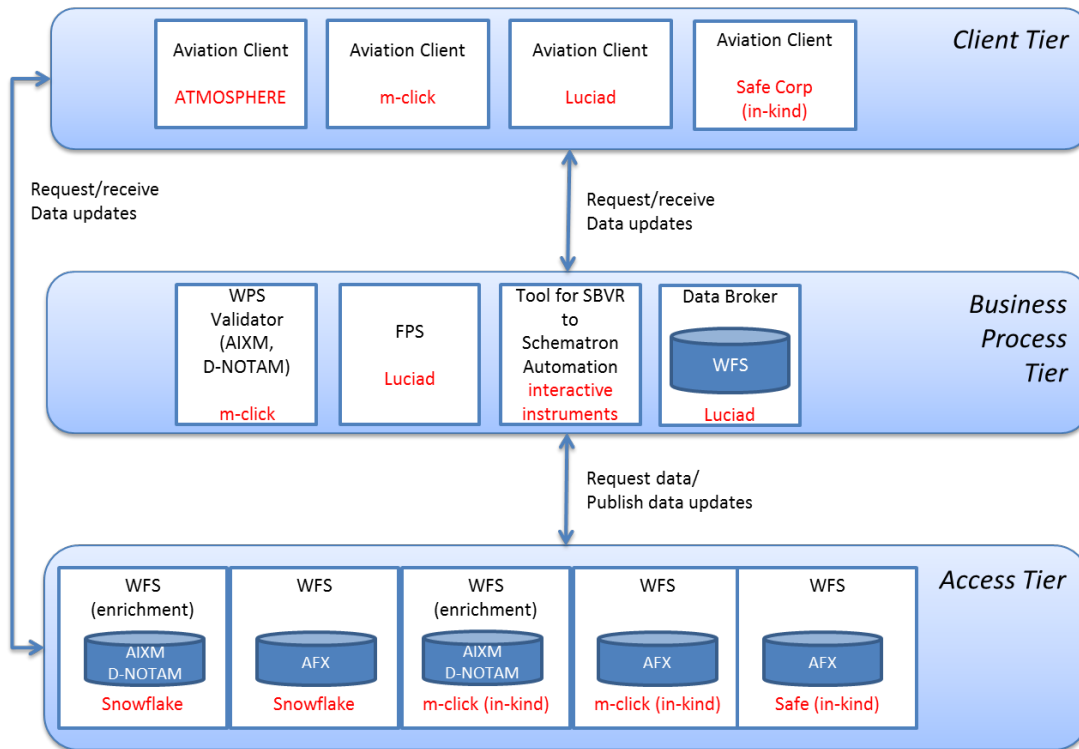 Client Tier
Aviation Client
ATMOSPHERE
Aviation Client
m-click
Aviation Client
Luciad
Aviation Client
Safe Corp
(in-kind)
Request/receive
Data updates
Request/receive
Data updates
Business
Process
Tier
WPS
Validator
(AIXM,
D-NOTAM)
m-click
FPS
Luciad
Tool for SBVR
to
Schematron
Automation
interactive
instruments
Data Broker
WFS
Luciad
Request data/
Publish data updates
Access Tier
WFS
(enrichment)
AIXM
D-NOTAM
Snowflake
WFS
AFX
Snowflake
WFS
(enrichment)
AIXM
D-NOTAM
m-click (in-kind)
WFS
AFX
m-click (in-kind)
WFS
AFX
Safe (in-kind)